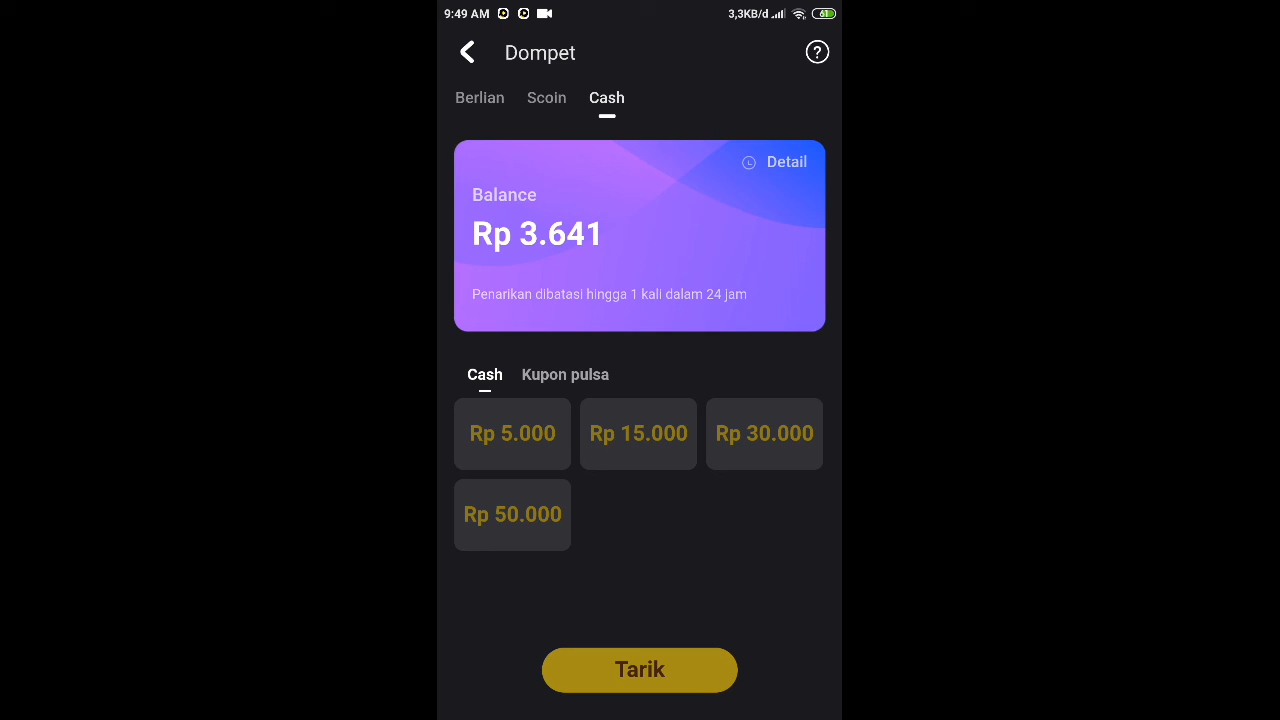 9:49 AM 3,3KB/d 61
Dompet ?
Berlian Scoin Cash
Detail
Balance
Rp 3.641
Penarikan dibatasi hingga 1 kali dalam 24 jam
Cash Kupon pulsa
Rp 5.000 Rp 15.000 Rp 30.000
Rp 50.000
Tarik